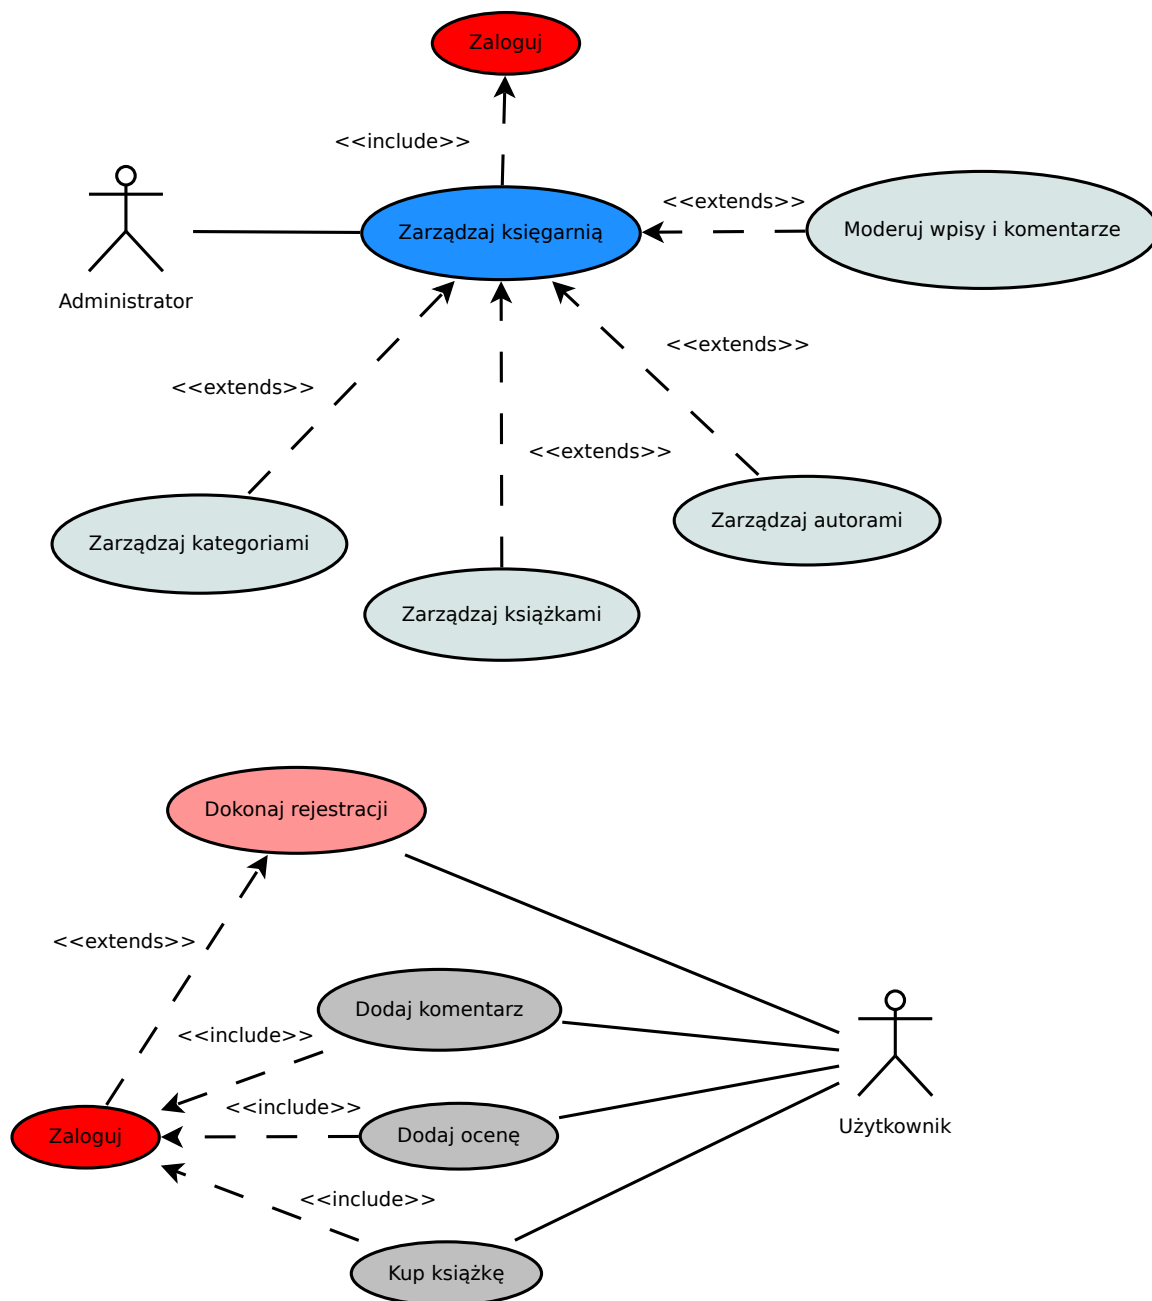 Zaloguj
<<include>>
Zarządzaj księgarnią
<<extends>>
Moderuj wpisy i komentarze
Administrator
<<extends>>
<<extends>>
<<extends>>
Zarządzaj kategoriami
Zarządzaj autorami
Zarządzaj książkami
Dokonaj rejestracji
<<extends>>
Dodaj komentarz
<<include>>
<<include>>
Zaloguj
Dodaj ocenę
Użytkownik
<<include>>
Kup książkę